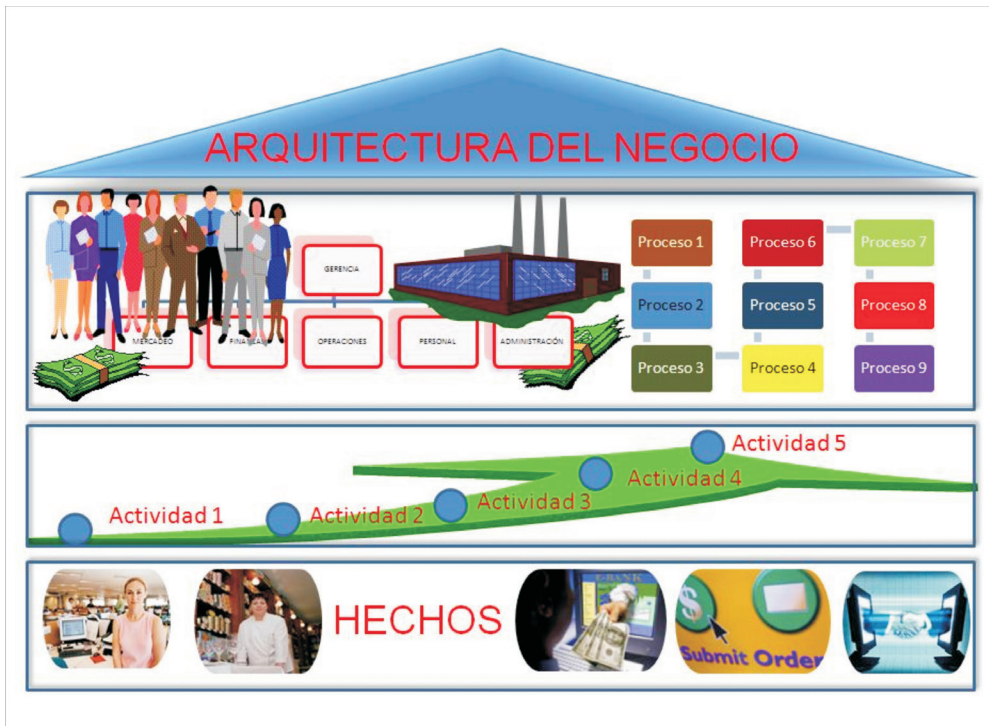 ARQUITECTURA DEL NEGOCIO
GERENCIA
MERCADEO
FINANZAS
OPERACIONES
PERSONAL
ADMINISTRACIÓN
Proceso 1
Proceso 6
Proceso 7
Proceso 2
Proceso 5
Proceso 8
Proceso 3
Proceso 4
Proceso 9
Actividad 1
Actividad 2
Actividad 3
Actividad 4
Actividad 5
HECHOS
E-BANK
Submit Order